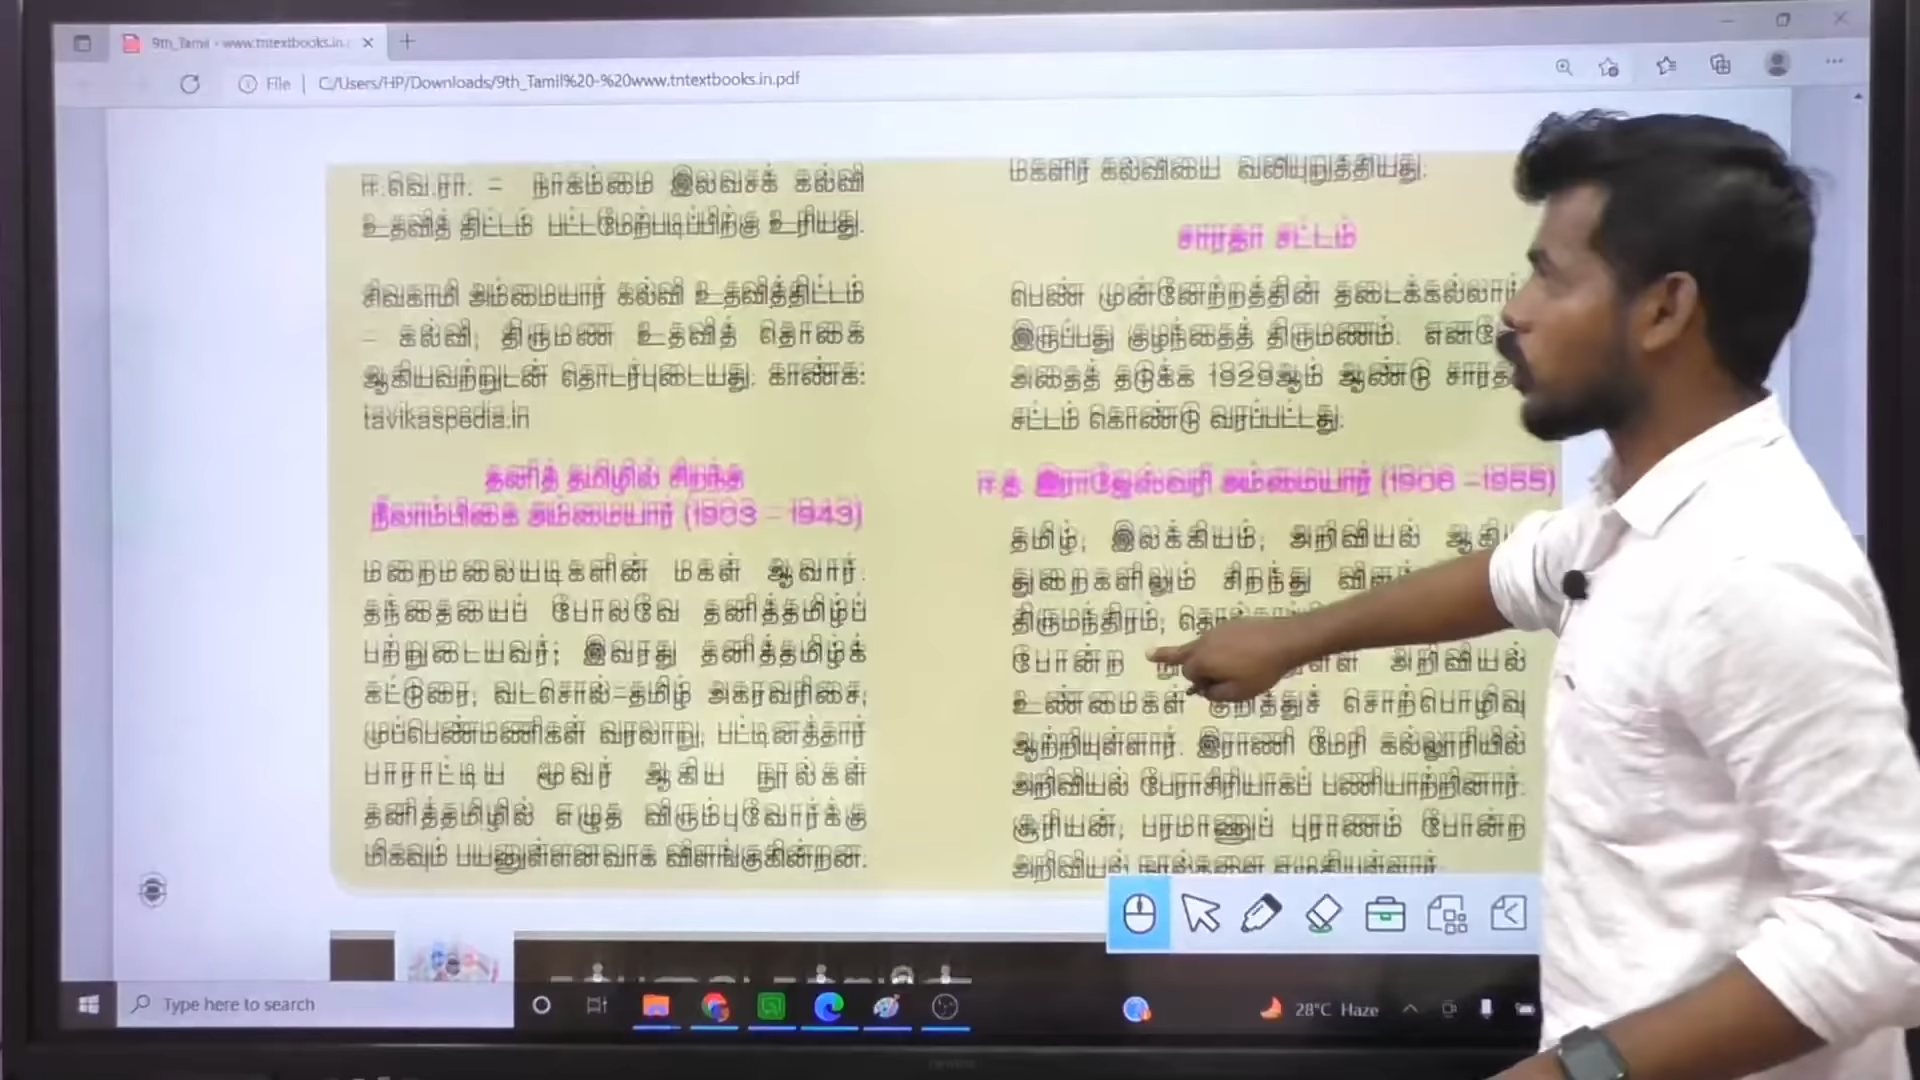 9th_Tamil - www.tntextbooks.in
File
C:/Users/HP/Downloads/9th_Tamil%20-%20www.tntextbooks.in.pdf
ஈ.வெ.ரா. – நாகம்மை இலவசக் கல்வி
உதவித் திட்டம் பட்டமேற்படிப்பிற்கு உரியது.
சிவகாமி அம்மையார் கல்வி உதவித்திட்டம்
– கல்வி, திருமண உதவித் தொகை
ஆகியவற்றுடன் தொடர்புடையது. காண்க:
tavikaspedia.in
தனித் தமிழில் சிறந்த
நீலாம்பிகை அம்மையார் (1903 – 1943)
மறைமலையடிகளின் மகள் ஆவார்.
தந்தையைப் போலவே தனித்தமிழ்ப்
பற்றுடையவர்; இவரது தனித்தமிழ்க்
கட்டுரை, வடசொல்-தமிழ் அகரவரிசை,
முப்பெண்மணிகள் வரலாறு, பட்டினத்தார்
பாராட்டிய மூவர் ஆகிய நூல்கள்
தனித்தமிழில் எழுத விரும்புவோர்க்கு
மிகவும் பயனுள்ளனவாக விளங்குகின்றன.
மகளிர் கல்வியை வலியுறுத்தியது.
சாரதா சட்டம்
பெண் முன்னேற்றத்தின் தடைக்கல்லாய்
இருப்பது குழந்தைத் திருமணம்.
அதைத் தடுக்க 1929ஆம் ஆண்டு
சட்டம் கொண்டு வரப்பட்டது.
ஈ.த. இராஜேஸ்வரி அம்மையார் (1906 –1955)
தமிழ், இலக்கியம், அறிவியல்
துறைகளிலும் சிறந்து
திருமந்திரம்,
போன்ற அறிவியல்
உண்மைகள் குறித்துச் சொற்பொழிவு
ஆற்றியுள்ளார். இராணி மேரி கல்லூரியில்
அறிவியல் பேராசிரியாகப் பணியாற்றினார்.
சூரியன், பரமாணுப் புராணம் போன்ற
அறிவியல் நூல்களை எழுதியுள்ளார்.
Type here to search
28°C Haze